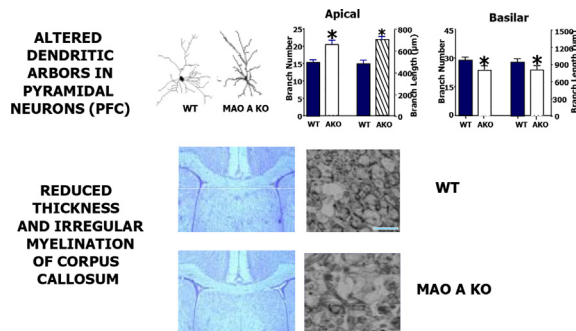 ALTERED
DENDRITIC
ARBORS IN
PYRAMIDAL
NEURONS (PFC)
WT
MAO A KO
Apical
Branch Number
25
20
15
10
5
0
WT AKO
WT AKO
*
*
800
600
400
200
0
Branch Length (µm)
Basilar
Branch Number
45
30
15
0
WT AKO
WT AKO
*
*
1500
1200
900
600
300
0
Branch Length (µm)
REDUCED
THICKNESS
AND IRREGULAR
MYELINATION
OF CORPUS
CALLOSUM
WT
MAO A KO